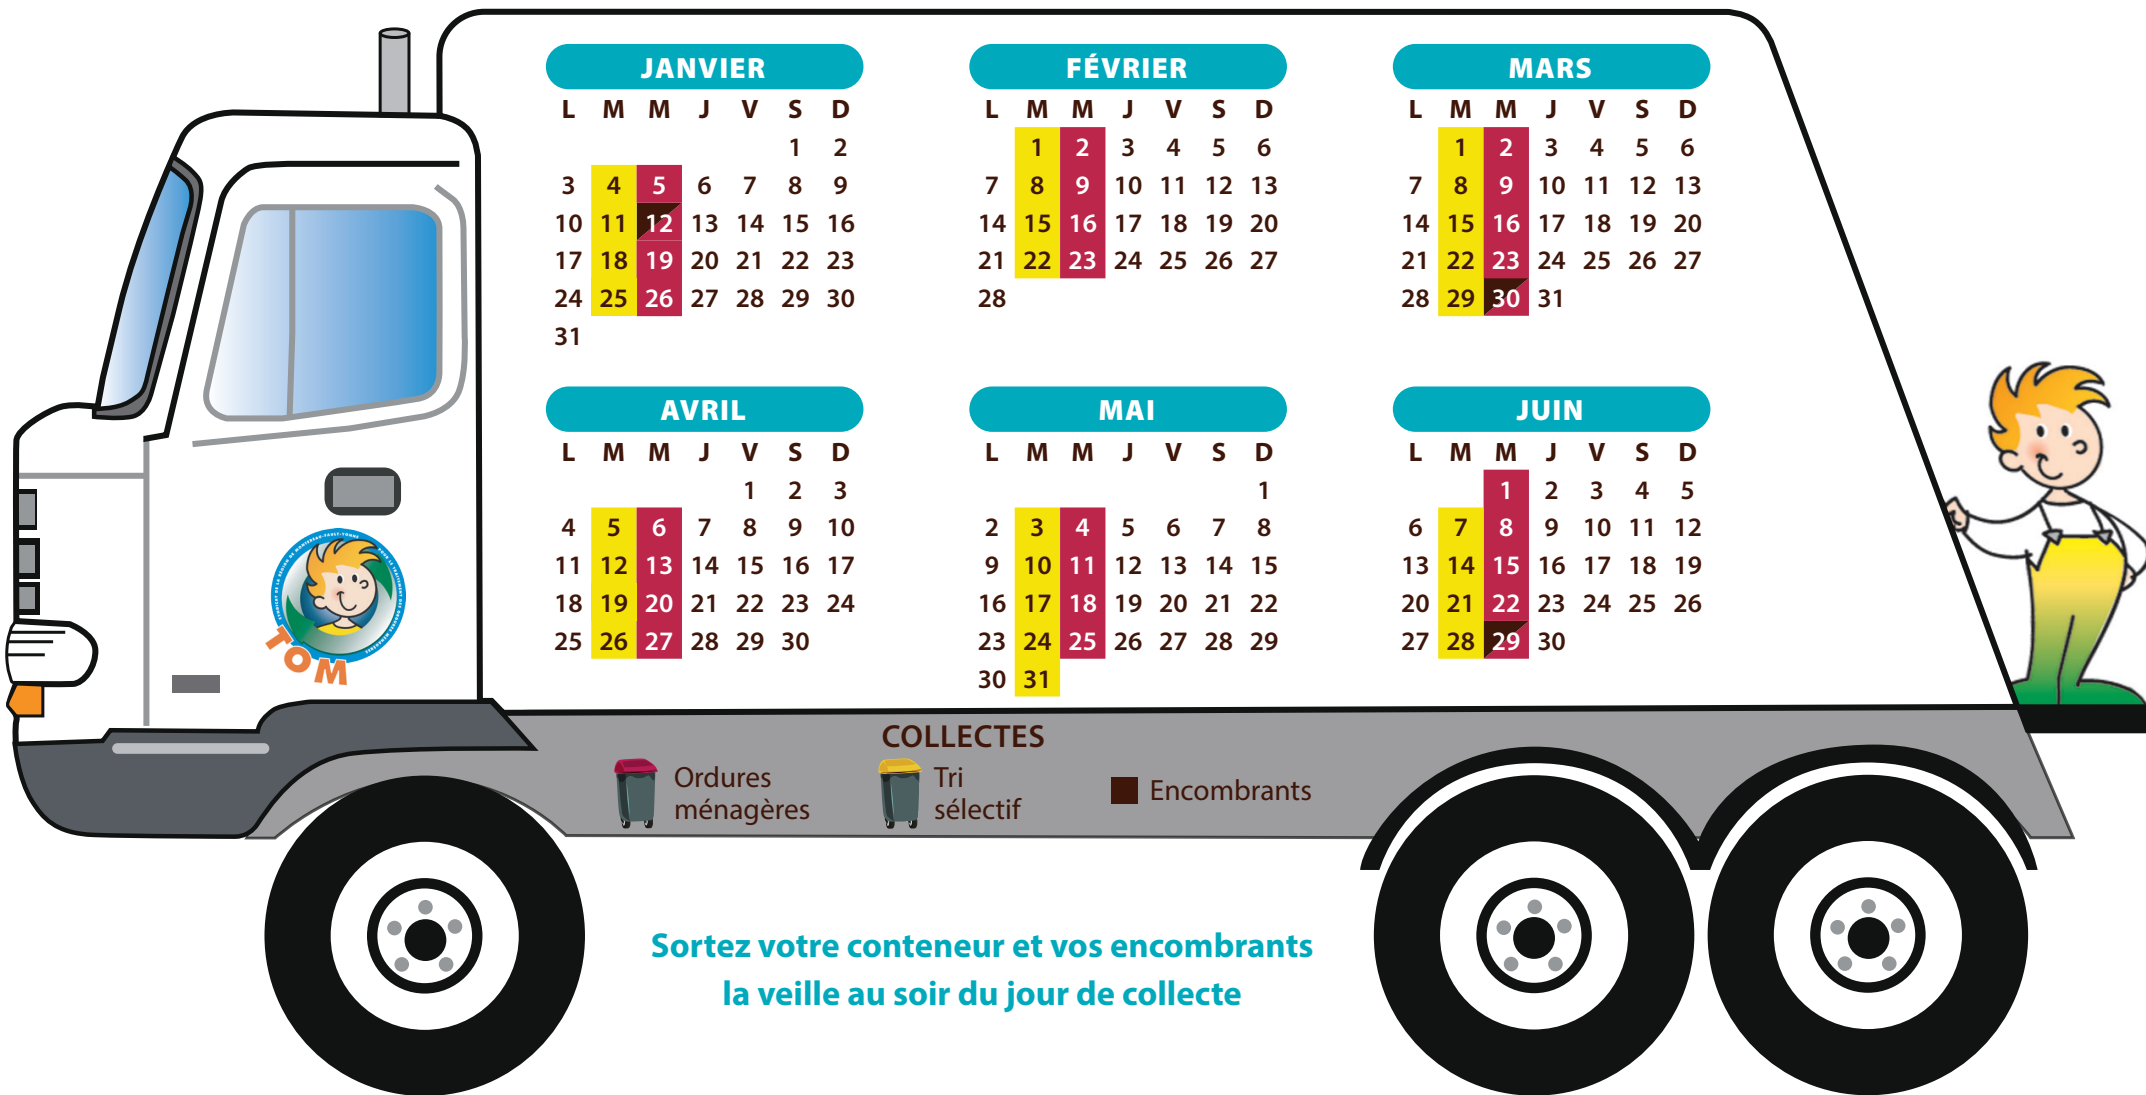 JANVIER
L M M J V S D
1 2
3 4 5 6 7 8 9
10 11 12 13 14 15 16
17 18 19 20 21 22 23
24 25 26 27 28 29 30
31
FÉVRIER
L M M J V S D
1 2 3 4 5 6
7 8 9 10 11 12 13
14 15 16 17 18 19 20
21 22 23 24 25 26 27
28
MARS
L M M J V S D
1 2 3 4 5 6
7 8 9 10 11 12 13
14 15 16 17 18 19 20
21 22 23 24 25 26 27
28 29 30 31
AVRIL
L M M J V S D
1 2 3
4 5 6 7 8 9 10
11 12 13 14 15 16 17
18 19 20 21 22 23 24
25 26 27 28 29 30
MAI
L M M J V S D
1
2 3 4 5 6 7 8
9 10 11 12 13 14 15
16 17 18 19 20 21 22
23 24 25 26 27 28 29
30 31
JUIN
L M M J V S D
1 2 3 4 5
6 7 8 9 10 11 12
13 14 15 16 17 18 19
20 21 22 23 24 25 26
27 28 29 30
TOM
COLLECTES
Ordures
ménagères
Tri
sélectif
Encombrants
Sortez votre conteneur et vos encombrants
la veille au soir du jour de collecte